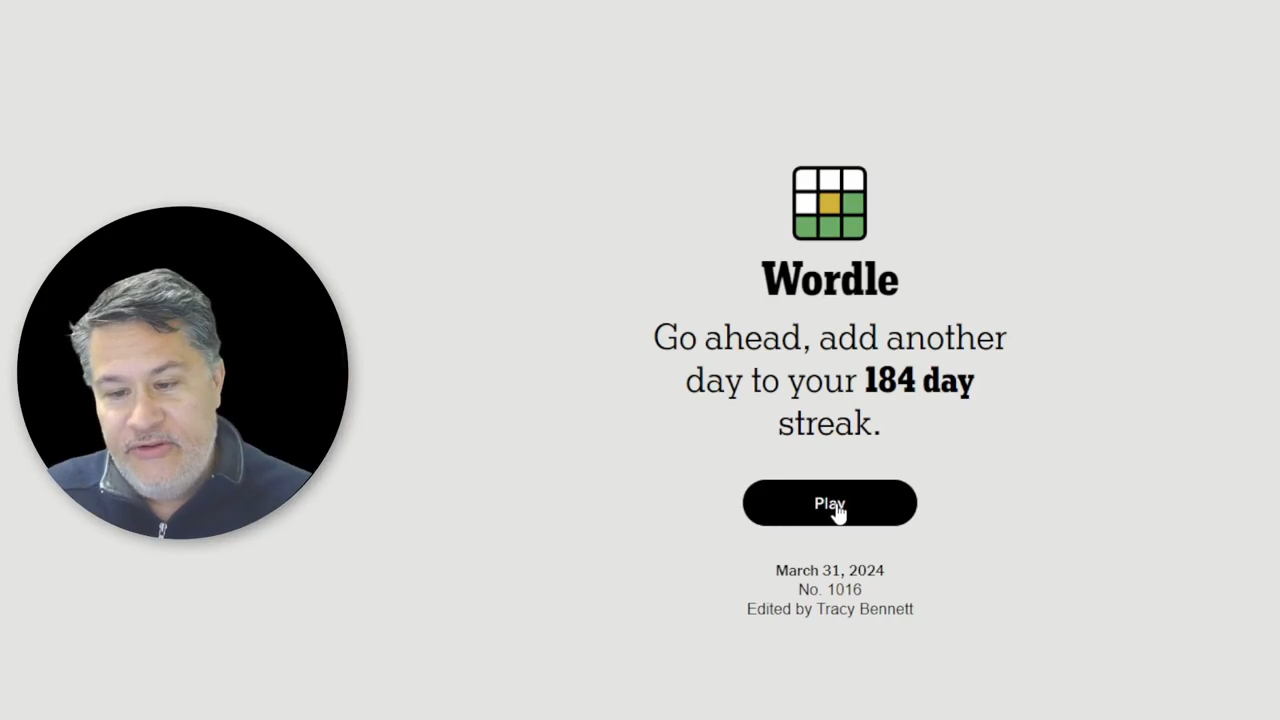 Wordle
Go ahead, add another
day to your 184 day
streak.
Play
March 31, 2024
No. 1016
Edited by Tracy Bennett